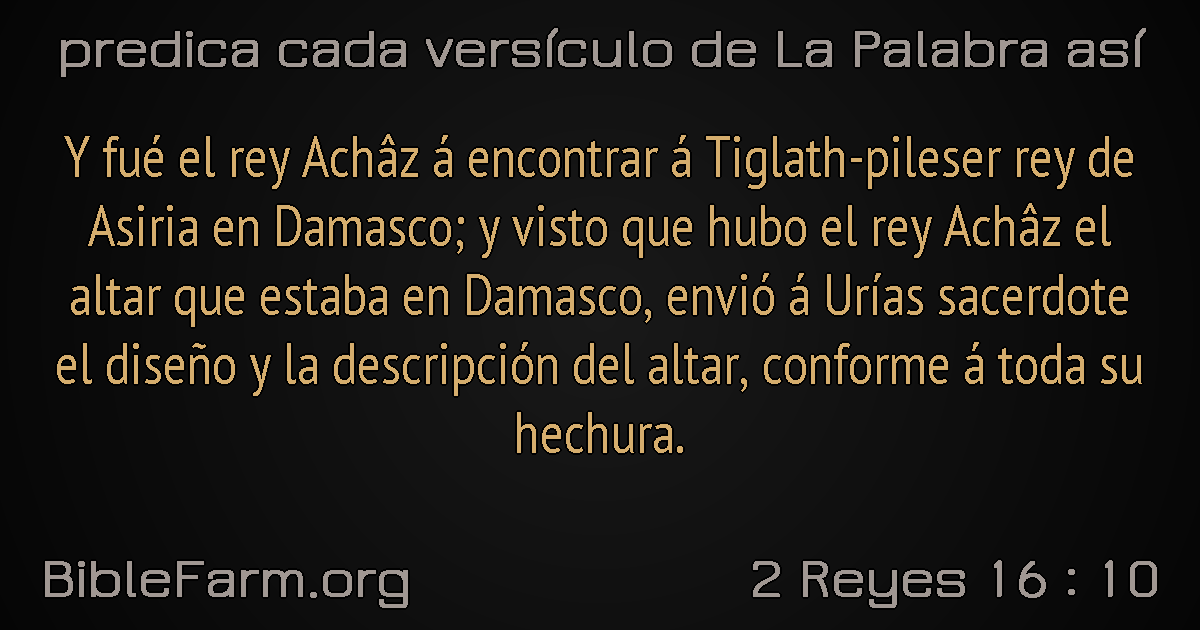 predica cada versículo de La Palabra así
Y fué el rey Achâz á encontrar á Tiglath-pileser rey de
Asiria en Damasco; y visto que hubo el rey Achâz el
altar que estaba en Damasco, envió á Urías sacerdote
el diseño y la descripción del altar, conforme á toda su
hechura.
BibleFarm.org
2 Reyes 16 : 10